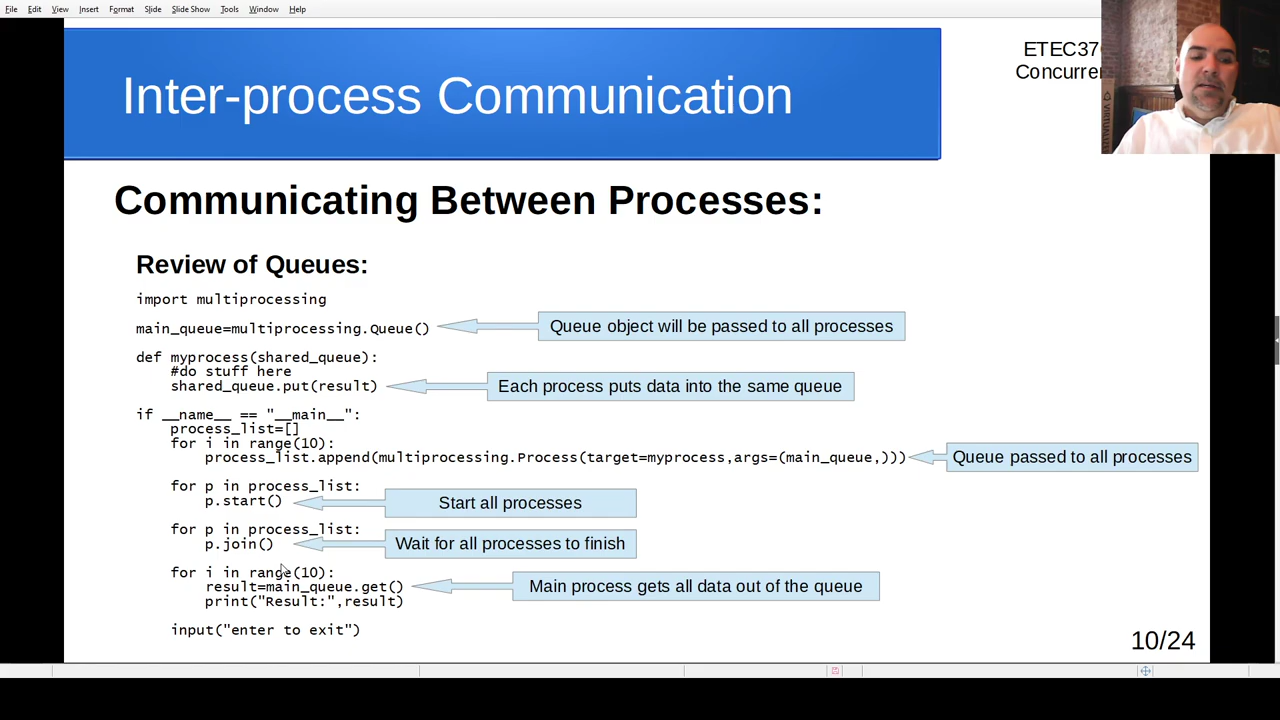 File Edit View Insert Format Slide Slide Show Tools Window Help
Inter-process Communication
ETEC37
Concurre
Communicating Between Processes:
Review of Queues:
import multiprocessing
main_queue=multiprocessing.Queue()
Queue object will be passed to all processes
def myprocess(shared_queue):
#do stuff here
shared_queue.put(result)
Each process puts data into the same queue
if __name__ == "__main__":
process_list=[]
for i in range(10):
process_list.append(multiprocessing.Process(target=myprocess,args=(main_queue,)))
Queue passed to all processes
for p in process_list:
p.start()
Start all processes
for p in process_list:
p.join()
Wait for all processes to finish
for i in range(10):
result=main_queue.get()
Main process gets all data out of the queue
print("Result:",result)
input("enter to exit")
10/24